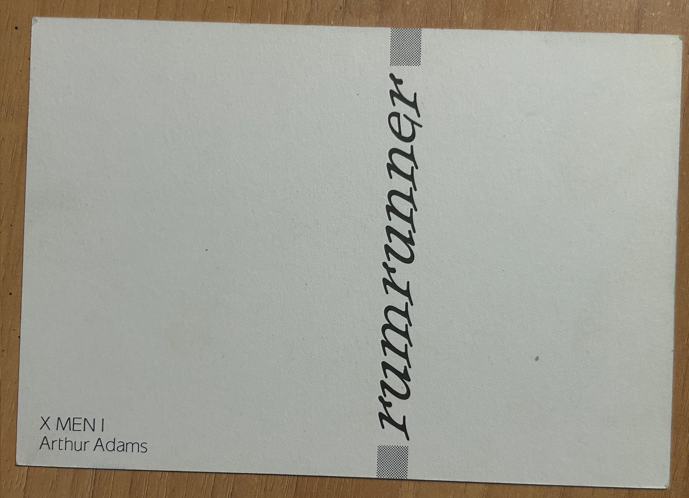 X MEN I
Arthur Adams
rumrunner